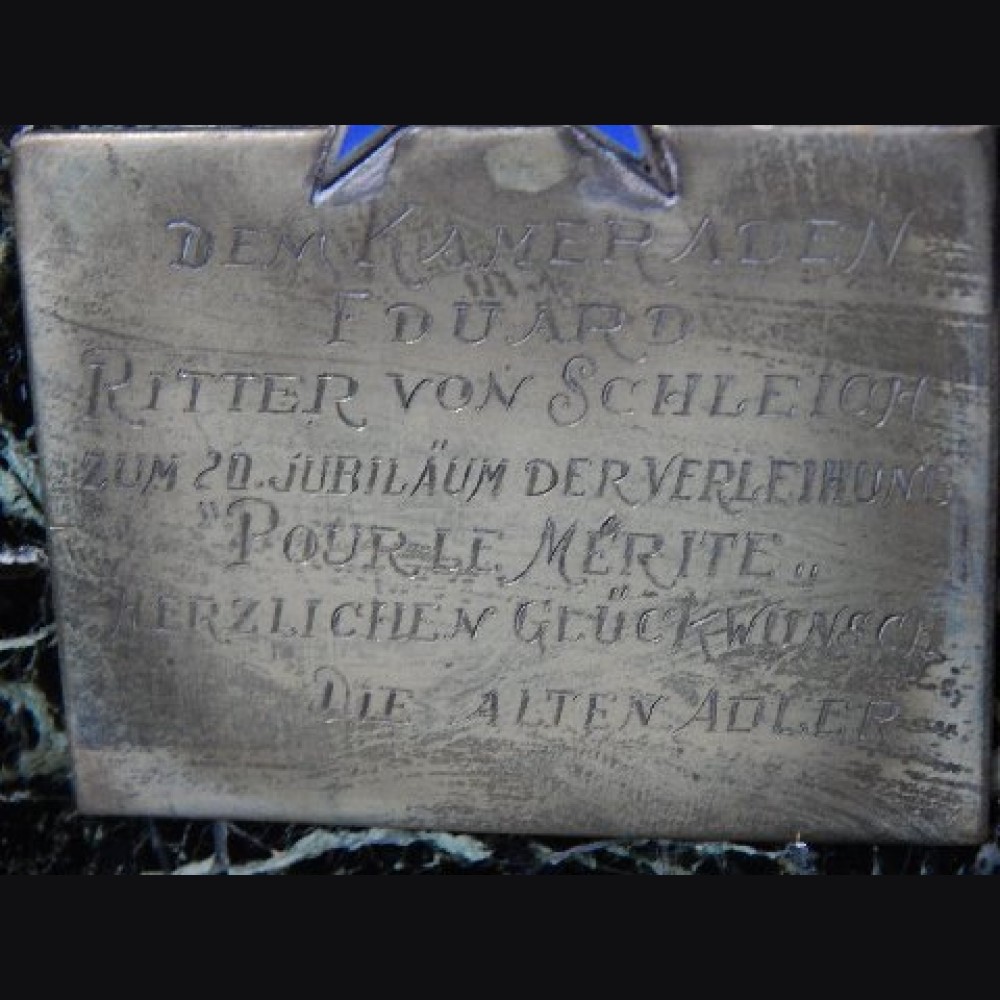 DEM KAMERADEN
EDUARD
RITTER VON SCHLEICH
ZUM 20. JUBILÄUM DER VERLEIHUNG
"POUR-LE MÉRITE„
HERZLICHEN GLÜCKWUNSCH
DIE ALTEN ADLER